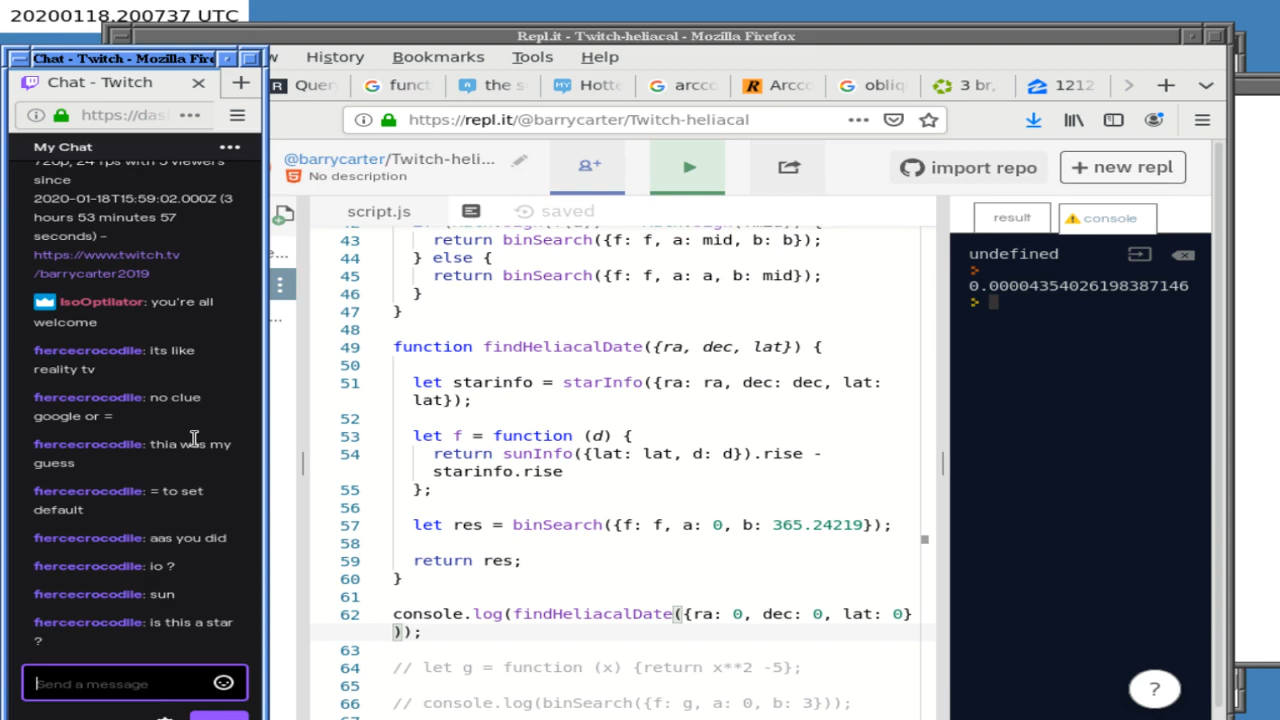 20200118.200737 UTC
Repl.it - Twitch-heliacal - Mozilla Firefox
Chat - Twitch - Mozilla Fire
History Bookmarks Tools Help
Chat - Twitch
Quer funct the s Hotte arcco Arcco obliq 3 br, 1212
https://das
https://repl.it/@barrycarter/Twitch-heliacal
My Chat
720p, 24 fps with 5 viewers
since
2020-01-18T15:59:02.000Z (3
hours 53 minutes 57
seconds) -
https://www.twitch.tv
/barrycarter2019
IsoOptilator: you're all
welcome
fiercecrocodile: its like
reality tv
fiercecrocodile: no clue
google or =
fiercecrocodile: thia was my
guess
fiercecrocodile: = to set
default
fiercecrocodile: aas you did
fiercecrocodile: io ?
fiercecrocodile: sun
fiercecrocodile: is this a star
?
Send a message
@barrycarter/Twitch-heli...
No description
import repo
+ new repl
script.js
saved
43 return binSearch({f: f, a: mid, b: b});
44 } else {
45 return binSearch({f: f, a: a, b: mid});
46 }
47 }
48
49 function findHeliacalDate({ra, dec, lat}) {
50
51 let starinfo = starInfo({ra: ra, dec: dec, lat:
lat});
52
53 let f = function (d) {
54 return sunInfo({lat: lat, d: d}).rise -
starinfo.rise
55 };
56
57 let res = binSearch({f: f, a: 0, b: 365.24219});
58
59 return res;
60 }
61
62 console.log(findHeliacalDate({ra: 0, dec: 0, lat: 0}
));
63
64 // let g = function (x) {return x**2 -5};
65
66 // console.log(binSearch({f: g, a: 0, b: 3}));
result
console
undefined
>
0.00004354026198387146
>
?